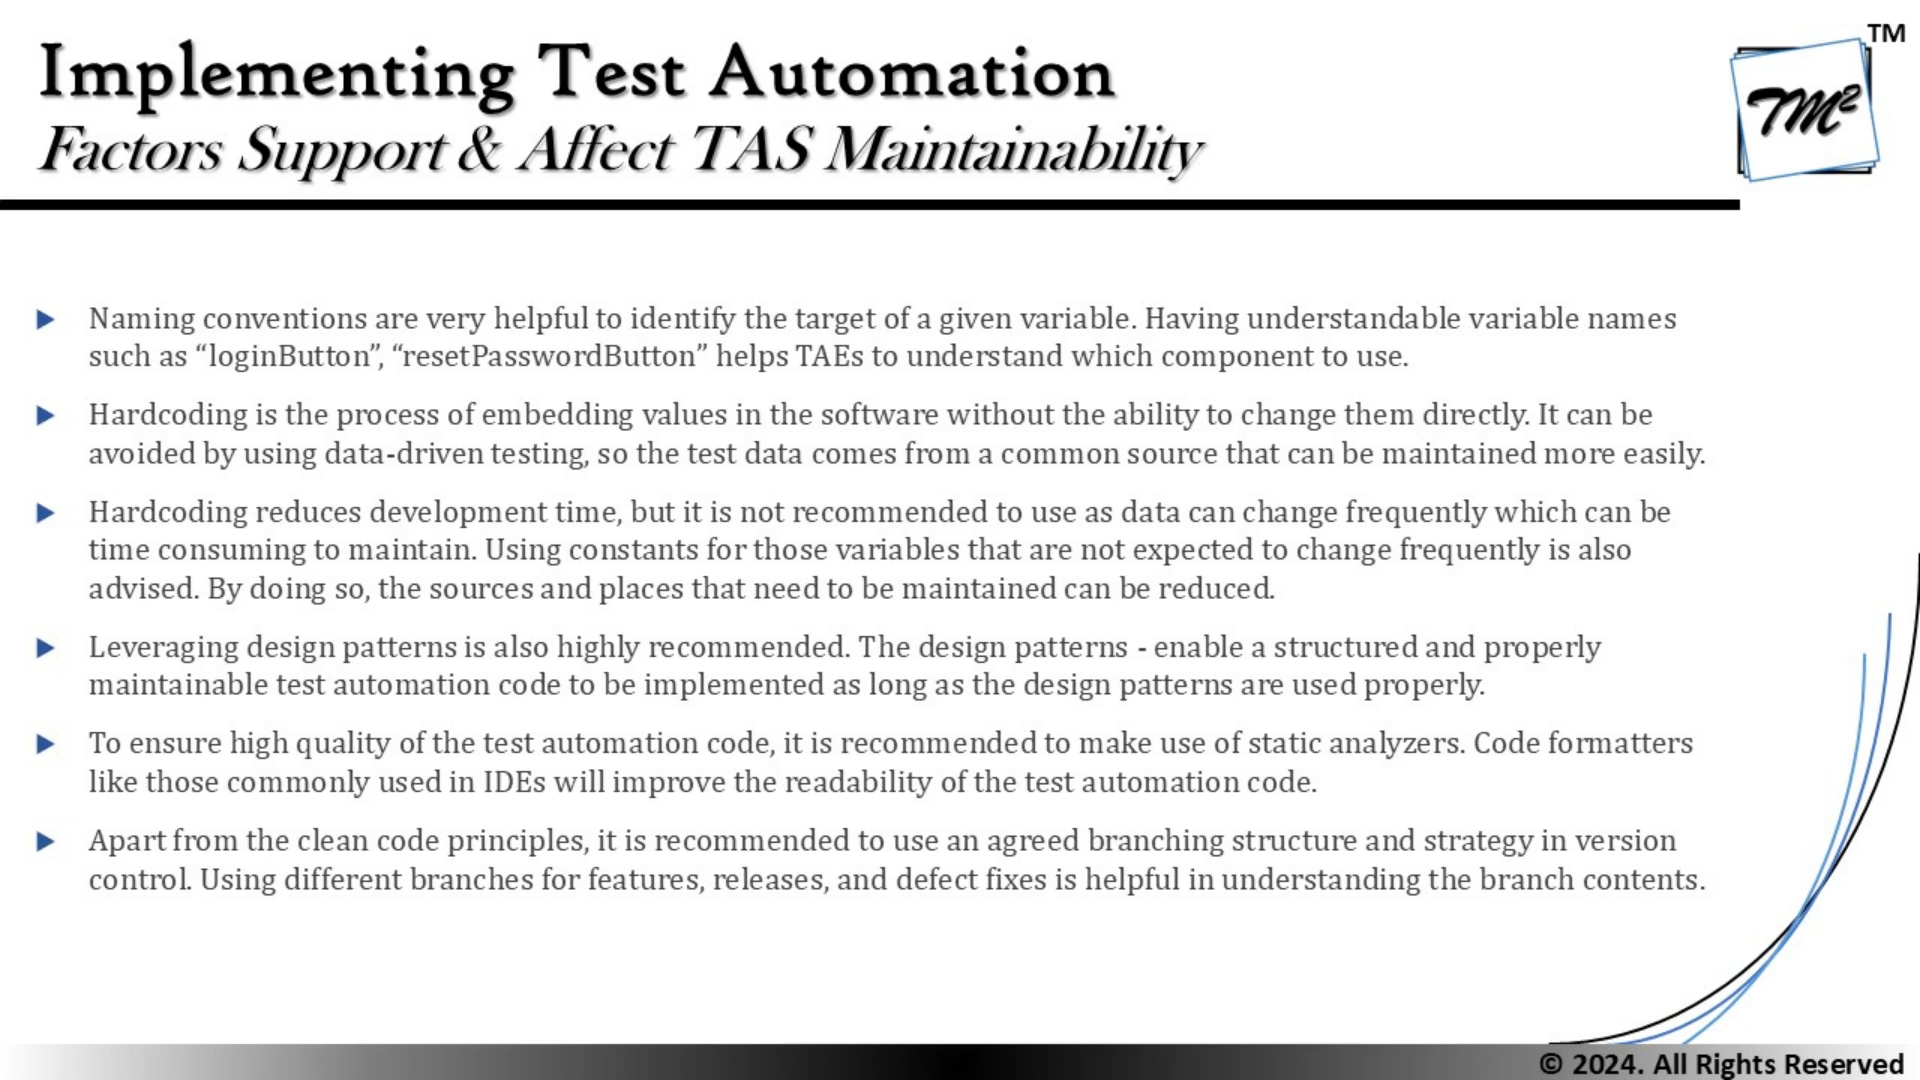 Implementing Test Automation
Factors Support & Affect TAS Maintainability
TM
TM²
Naming conventions are very helpful to identify the target of a given variable. Having understandable variable names
such as “loginButton”, “resetPasswordButton” helps TAEs to understand which component to use.
Hardcoding is the process of embedding values in the software without the ability to change them directly. It can be
avoided by using data-driven testing, so the test data comes from a common source that can be maintained more easily.
Hardcoding reduces development time, but it is not recommended to use as data can change frequently which can be
time consuming to maintain. Using constants for those variables that are not expected to change frequently is also
advised. By doing so, the sources and places that need to be maintained can be reduced.
Leveraging design patterns is also highly recommended. The design patterns - enable a structured and properly
maintainable test automation code to be implemented as long as the design patterns are used properly.
To ensure high quality of the test automation code, it is recommended to make use of static analyzers. Code formatters
like those commonly used in IDEs will improve the readability of the test automation code.
Apart from the clean code principles, it is recommended to use an agreed branching structure and strategy in version
control. Using different branches for features, releases, and defect fixes is helpful in understanding the branch contents.
© 2024. All Rights Reserved